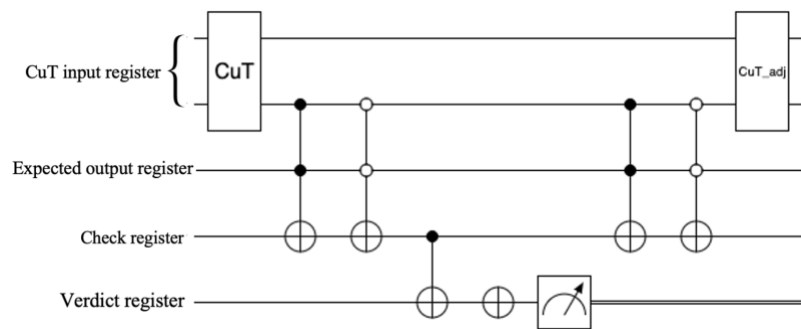 CuT input register
CuT
CuT_adj
Expected output register
Check register
Verdict register